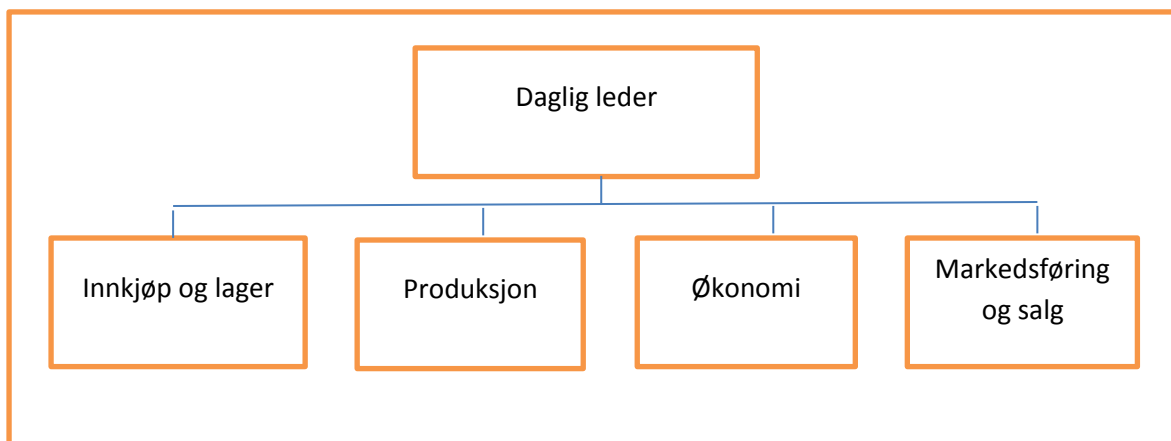 Daglig leder
Innkjøp og lager
Produksjon
Økonomi
Markedsføring
og salg